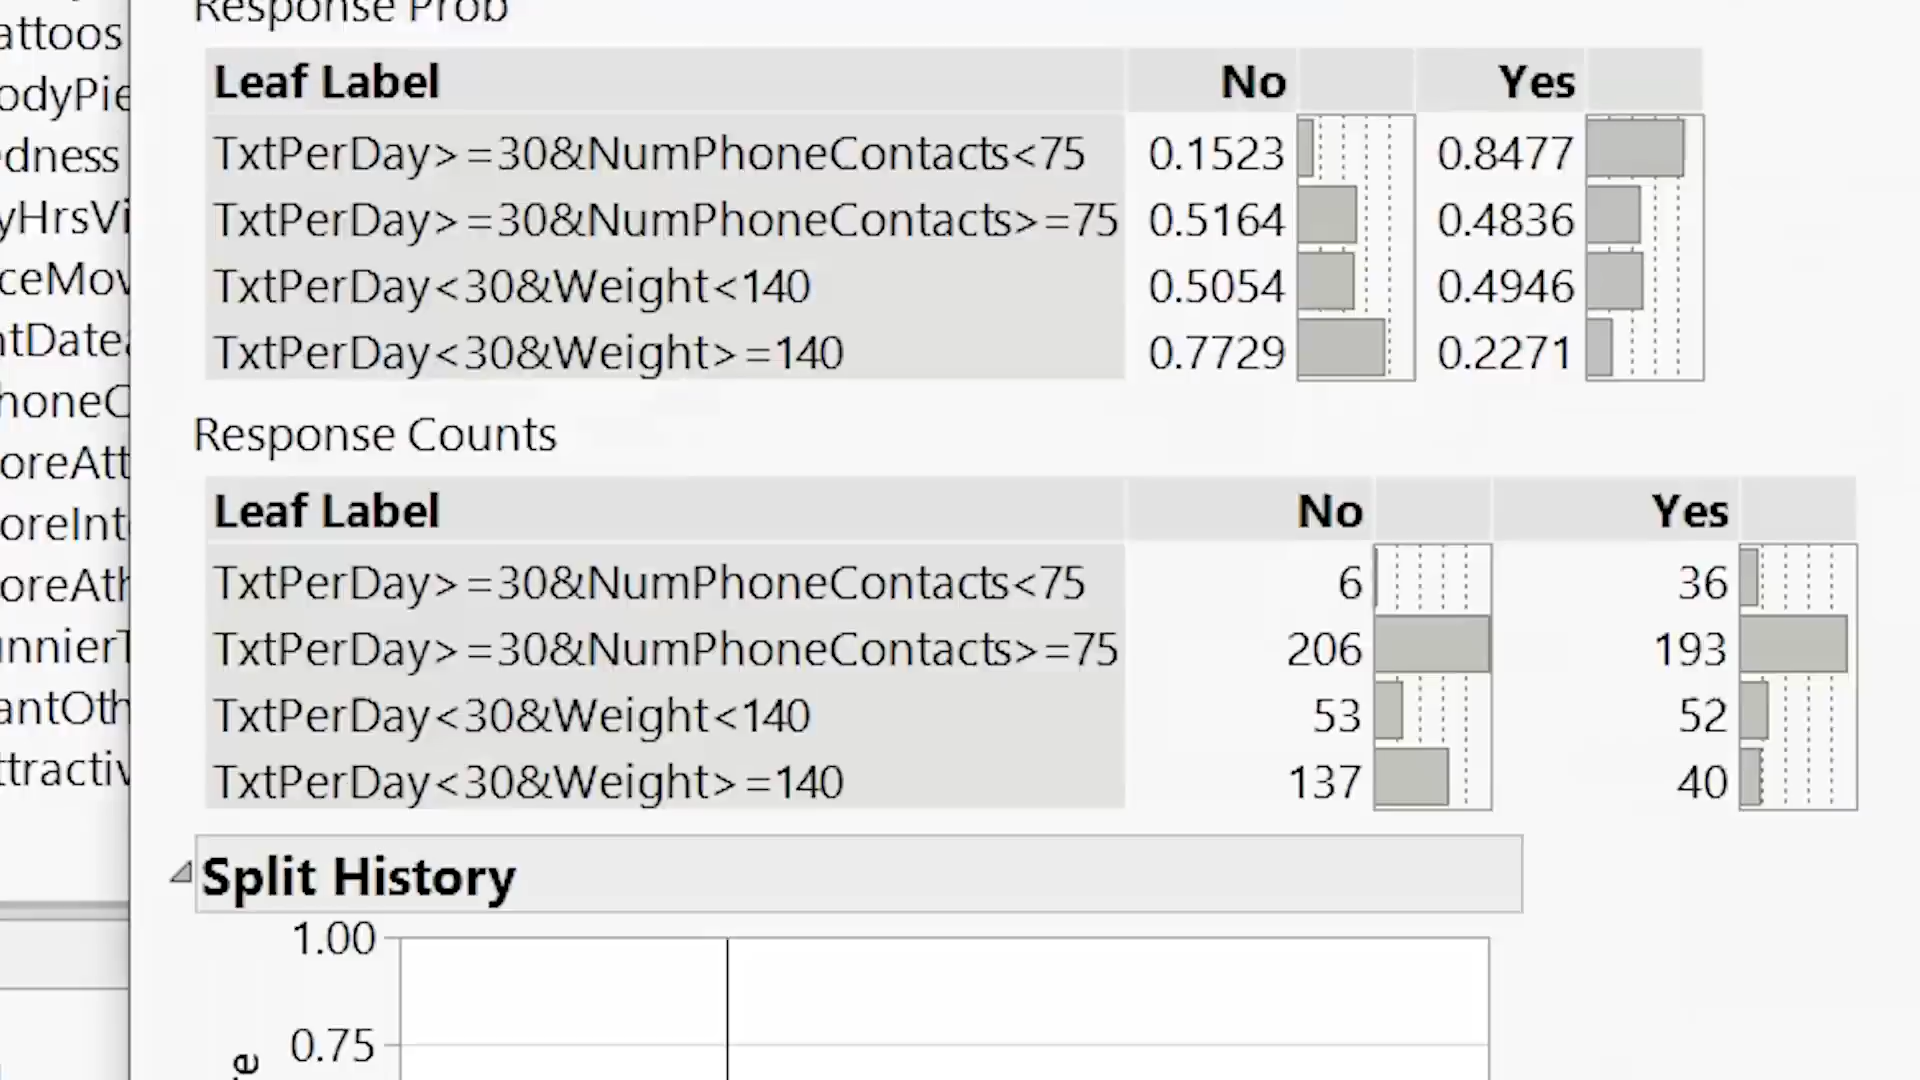 Response Prob
Leaf Label No Yes
TxtPerDay>=30&NumPhoneContacts<75 0.1523 0.8477
TxtPerDay>=30&NumPhoneContacts>=75 0.5164 0.4836
TxtPerDay<30&Weight<140 0.5054 0.4946
TxtPerDay<30&Weight>=140 0.7729 0.2271
Response Counts
Leaf Label No Yes
TxtPerDay>=30&NumPhoneContacts<75 6 36
TxtPerDay>=30&NumPhoneContacts>=75 206 193
TxtPerDay<30&Weight<140 53 52
TxtPerDay<30&Weight>=140 137 40
Split History
1.00
0.75
attoos